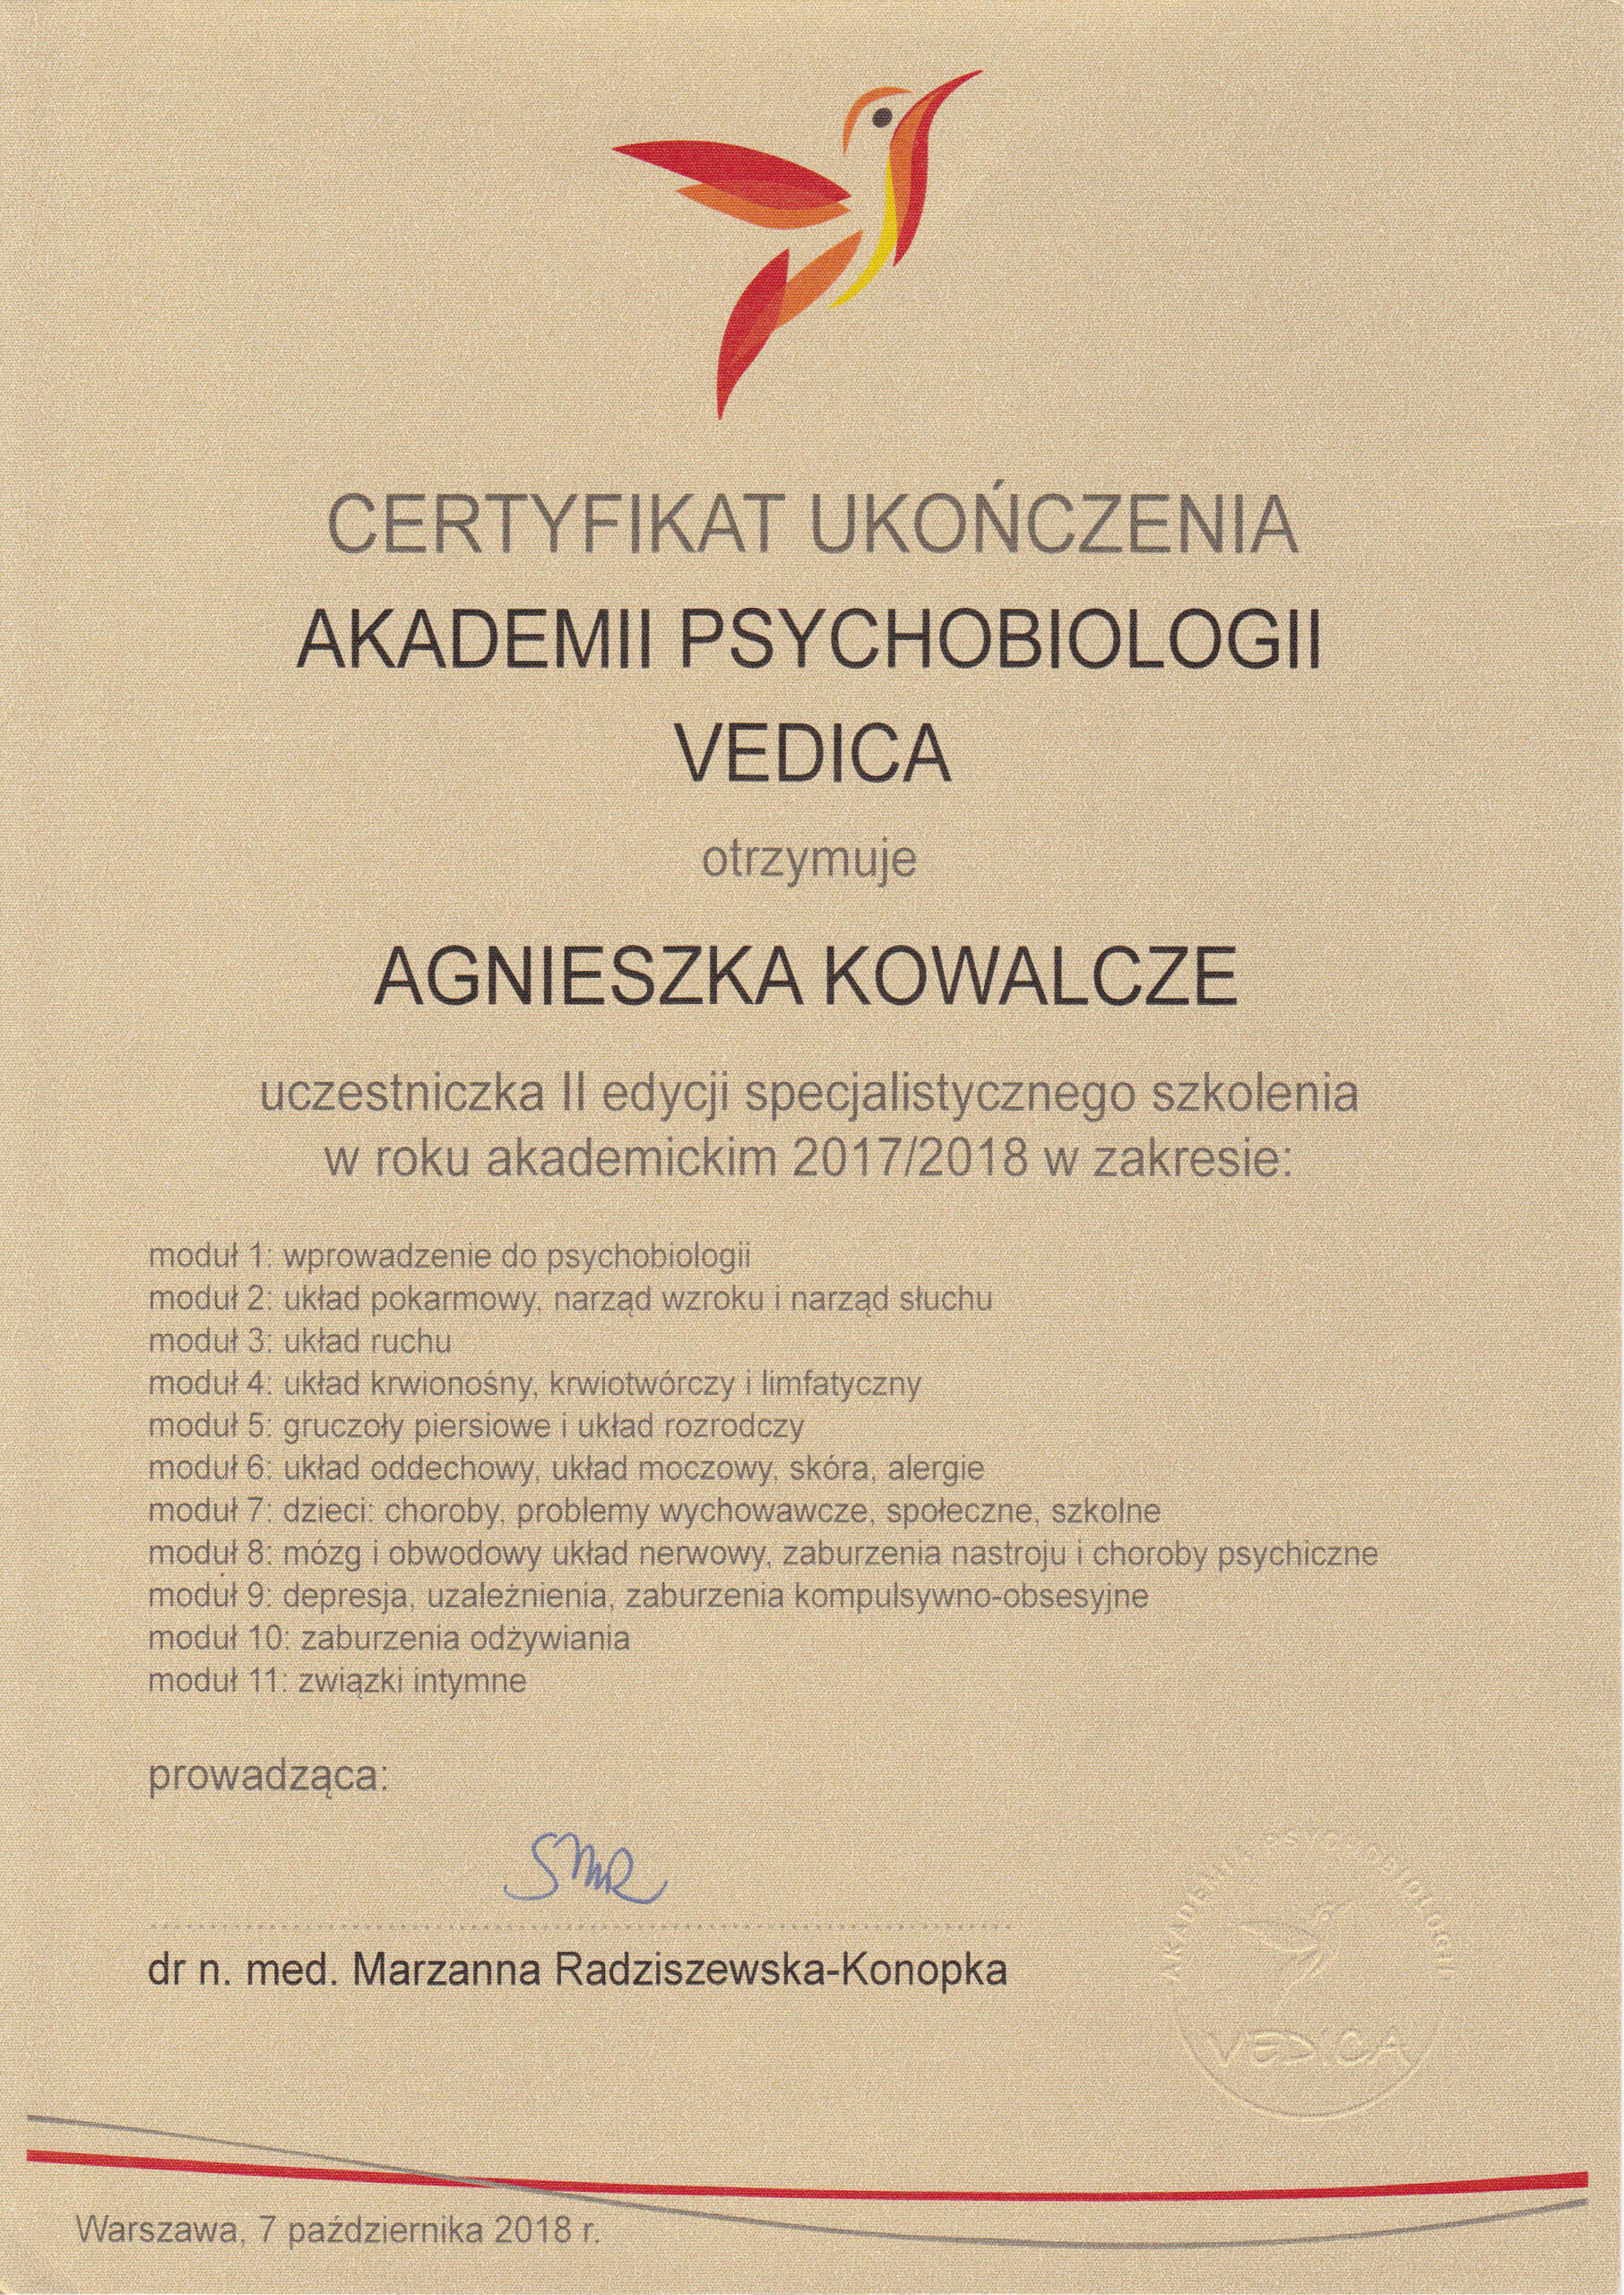 CERTYFIKAT UKOŃCZENIA
AKADEMII PSYCHOBIOLOGII
VEDICA
otrzymuje
AGNIESZKA KOWALCZE
uczestniczka II edycji specjalistycznego szkolenia
w roku akademickim 2017/2018 w zakresie:
moduł 1: wprowadzenie do psychobiologii
moduł 2: układ pokarmowy, narząd wzroku i narząd słuchu
moduł 3: układ ruchu
moduł 4: układ krwionośny, krwiotwórczy i limfatyczny
moduł 5: gruczoły piersiowe i układ rozrodczy
moduł 6: układ oddechowy, układ moczowy, skóra, alergie
moduł 7: dzieci: choroby, problemy wychowawcze, społeczne, szkolne
moduł 8: mózg i obwodowy układ nerwowy, zaburzenia nastroju i choroby psychiczne
moduł 9: depresja, uzależnienia, zaburzenia kompulsywno-obsesyjne
moduł 10: zaburzenia odżywiania
moduł 11: związki intymne
prowadząca:
dr n. med. Marzanna Radziszewska-Konopka
AKADEMIA PSYCHOBIOLOGII
VEDICA
Warszawa, 7 października 2018 r.